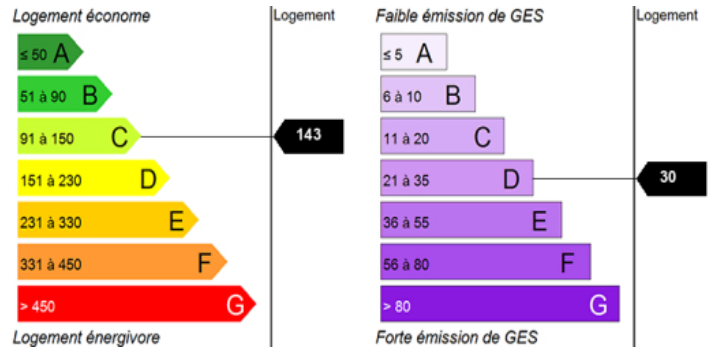 Logement économe
Logement
≤ 50 A
51 à 90 B
91 à 150 C
143
151 à 230 D
231 à 330 E
331 à 450 F
> 450 G
Logement énergivore
Faible émission de GES
Logement
≤ 5 A
6 à 10 B
11 à 20 C
21 à 35 D
30
36 à 55 E
56 à 80 F
> 80 G
Forte émission de GES